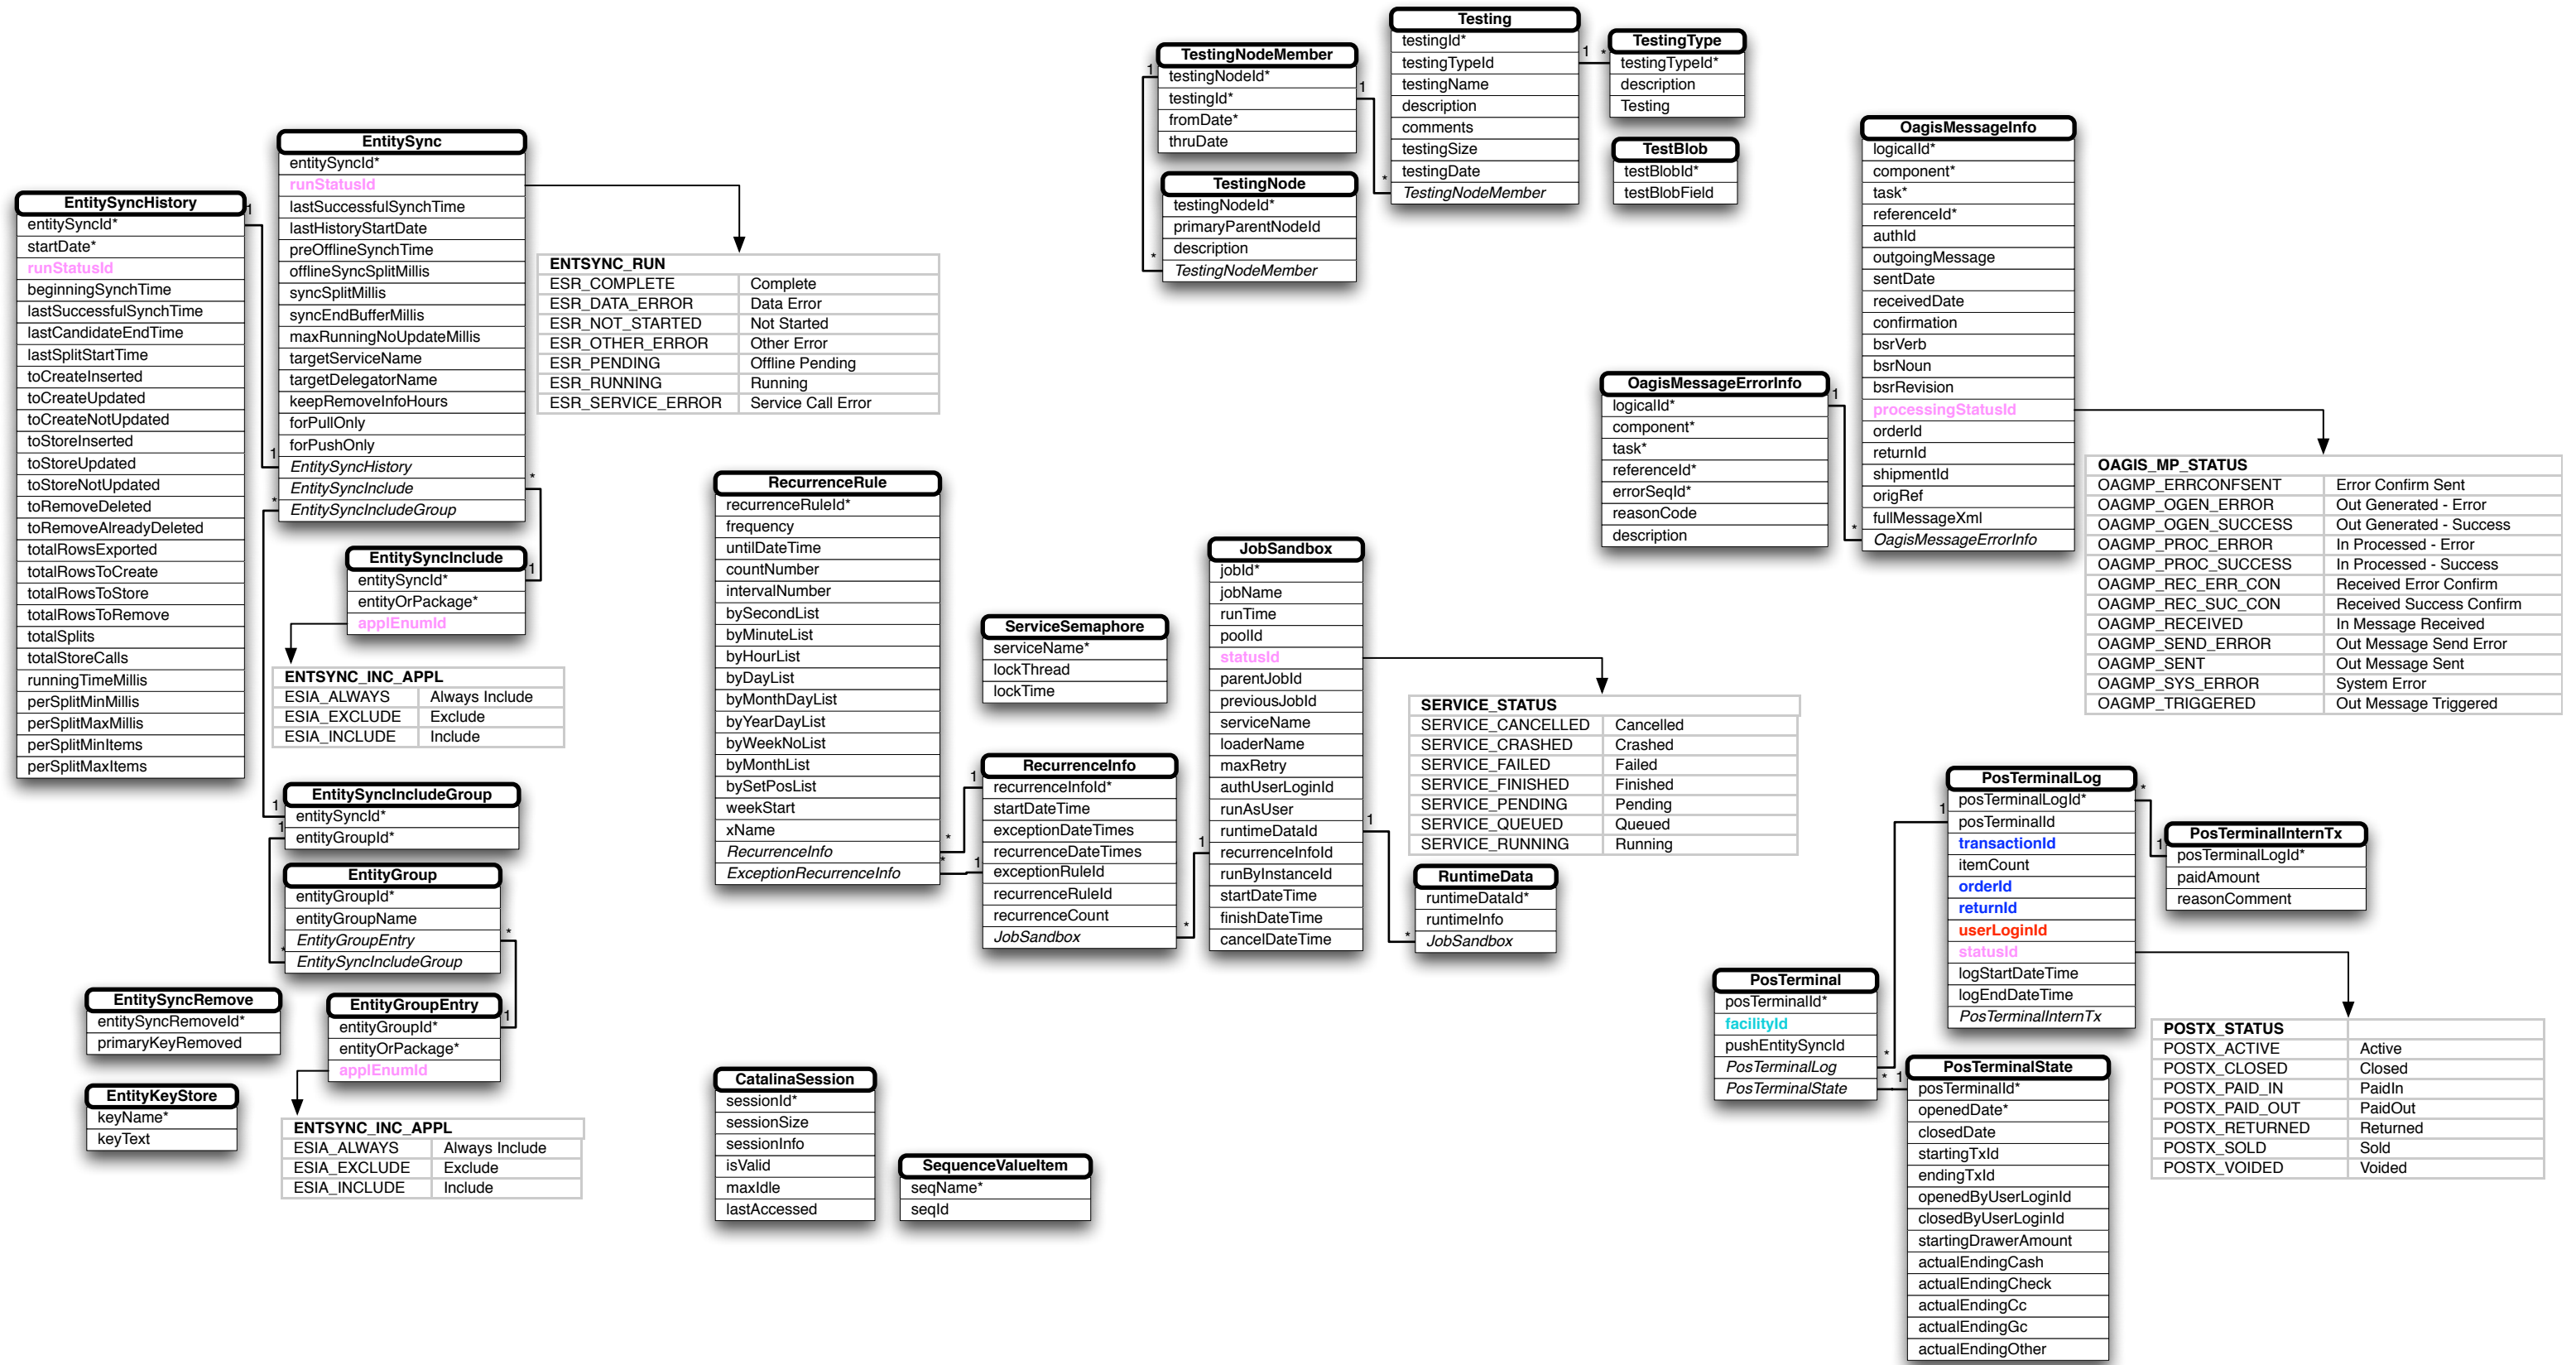 EntitySyncHistory
entitySyncId*
startDate*
runStatusId
beginningSynchTime
lastSuccessfulSynchTime
lastCandidateEndTime
lastSplitStartTime
toCreateInserted
toCreateUpdated
toCreateNotUpdated
toStoreInserted
toStoreUpdated
toStoreNotUpdated
toRemoveDeleted
toRemoveAlreadyDeleted
totalRowsExported
totalRowsToCreate
totalRowsToStore
totalRowsToRemove
totalSplits
totalStoreCalls
runningTimeMillis
perSplitMinMillis
perSplitMaxMillis
perSplitMinItems
perSplitMaxItems
1
EntitySync
entitySyncId*
runStatusId
lastSuccessfulSynchTime
lastHistoryStartDate
preOfflineSynchTime
offlineSyncSplitMillis
syncSplitMillis
syncEndBufferMillis
maxRunningNoUpdateMillis
targetServiceName
targetDelegatorName
keepRemoveInfoHours
forPullOnly
forPushOnly
1 EntitySyncHistory
EntitySyncInclude *
* EntitySyncIncludeGroup
ENTSYNC_RUN
ESR_COMPLETE Complete
ESR_DATA_ERROR Data Error
ESR_NOT_STARTED Not Started
ESR_OTHER_ERROR Other Error
ESR_PENDING Offline Pending
ESR_RUNNING Running
ESR_SERVICE_ERROR Service Call Error
EntitySyncInclude
entitySyncId* 1
entityOrPackage*
applEnumId
ENTSYNC_INC_APPL
ESIA_ALWAYS Always Include
ESIA_EXCLUDE Exclude
ESIA_INCLUDE Include
EntitySyncIncludeGroup
1 entitySyncId*
1 entityGroupId*
EntityGroup
entityGroupId*
entityGroupName
EntityGroupEntry *
* EntitySyncIncludeGroup
EntitySyncRemove
entitySyncRemoveId*
primaryKeyRemoved
EntityGroupEntry
entityGroupId* 1
entityOrPackage*
applEnumId
EntityKeyStore
keyName*
keyText
ENTSYNC_INC_APPL
ESIA_ALWAYS Always Include
ESIA_EXCLUDE Exclude
ESIA_INCLUDE Include
RecurrenceRule
recurrenceRuleId*
frequency
untilDateTime
countNumber
intervalNumber
bySecondList
byMinuteList
byHourList
byDayList
byMonthDayList
byYearDayList
byWeekNoList
byMonthList
bySetPosList
weekStart
xName
RecurrenceInfo *
ExceptionRecurrenceInfo *
ServiceSemaphore
serviceName*
lockThread
lockTime
RecurrenceInfo
1 recurrenceInfoId*
startDateTime
exceptionDateTimes
recurrenceDateTimes
1 exceptionRuleId
recurrenceRuleId
recurrenceCount
JobSandbox *
JobSandbox
jobId*
jobName
runTime
poolId
statusId
parentJobId
previousJobId
serviceName
loaderName
maxRetry
authUserLoginId
runAsUser
runtimeDataId 1
1 recurrenceInfoId
runByInstanceId
startDateTime
finishDateTime
cancelDateTime
SERVICE_STATUS
SERVICE_CANCELLED Cancelled
SERVICE_CRASHED Crashed
SERVICE_FAILED Failed
SERVICE_FINISHED Finished
SERVICE_PENDING Pending
SERVICE_QUEUED Queued
SERVICE_RUNNING Running
RuntimeData
runtimeDataId*
runtimeInfo
* JobSandbox
CatalinaSession
sessionId*
sessionSize
sessionInfo
isValid
maxIdle
lastAccessed
SequenceValueItem
seqName*
seqId
TestingNodeMember
1 testingNodeId*
testingId* 1
fromDate*
thruDate
TestingNode
testingNodeId*
primaryParentNodeId
description
* TestingNodeMember
Testing
testingId*
testingTypeId 1
testingName
description
comments
testingSize
testingDate
* TestingNodeMember
TestingType
* testingTypeId*
description
Testing
TestBlob
testBlobId*
testBlobField
OagisMessageInfo
logicalId*
component*
task*
referenceId*
authId
outgoingMessage
sentDate
receivedDate
confirmation
bsrVerb
bsrNoun
bsrRevision
processingStatusId
orderId
returnId
shipmentId
origRef
fullMessageXml
* OagisMessageErrorInfo
OagisMessageErrorInfo
logicalId* 1
component*
task*
referenceId*
errorSeqId*
reasonCode
description
OAGIS_MP_STATUS
OAGMP_ERRCONFSENT Error Confirm Sent
OAGMP_OGEN_ERROR Out Generated - Error
OAGMP_OGEN_SUCCESS Out Generated - Success
OAGMP_PROC_ERROR In Processed - Error
OAGMP_PROC_SUCCESS In Processed - Success
OAGMP_REC_ERR_CON Received Error Confirm
OAGMP_REC_SUC_CON Received Success Confirm
OAGMP_RECEIVED In Message Received
OAGMP_SEND_ERROR Out Message Send Error
OAGMP_SENT Out Message Sent
OAGMP_SYS_ERROR System Error
OAGMP_TRIGGERED Out Message Triggered
PosTerminalLog
posTerminalLogId* *
1 posTerminalId
transactionId
itemCount
orderId
returnId
userLoginId
statusId
logStartDateTime
logEndDateTime
PosTerminalInternTx
PosTerminalInternTx
1 posTerminalLogId*
paidAmount
reasonComment
PosTerminal
posTerminalId*
facilityId
pushEntitySyncId
PosTerminalLog *
PosTerminalState *
PosTerminalState
1 posTerminalId*
openedDate*
closedDate
startingTxId
endingTxId
openedByUserLoginId
closedByUserLoginId
startingDrawerAmount
actualEndingCash
actualEndingCheck
actualEndingCc
actualEndingGc
actualEndingOther
POSTX_STATUS
POSTX_ACTIVE Active
POSTX_CLOSED Closed
POSTX_PAID_IN PaidIn
POSTX_PAID_OUT PaidOut
POSTX_RETURNED Returned
POSTX_SOLD Sold
POSTX_VOIDED Voided